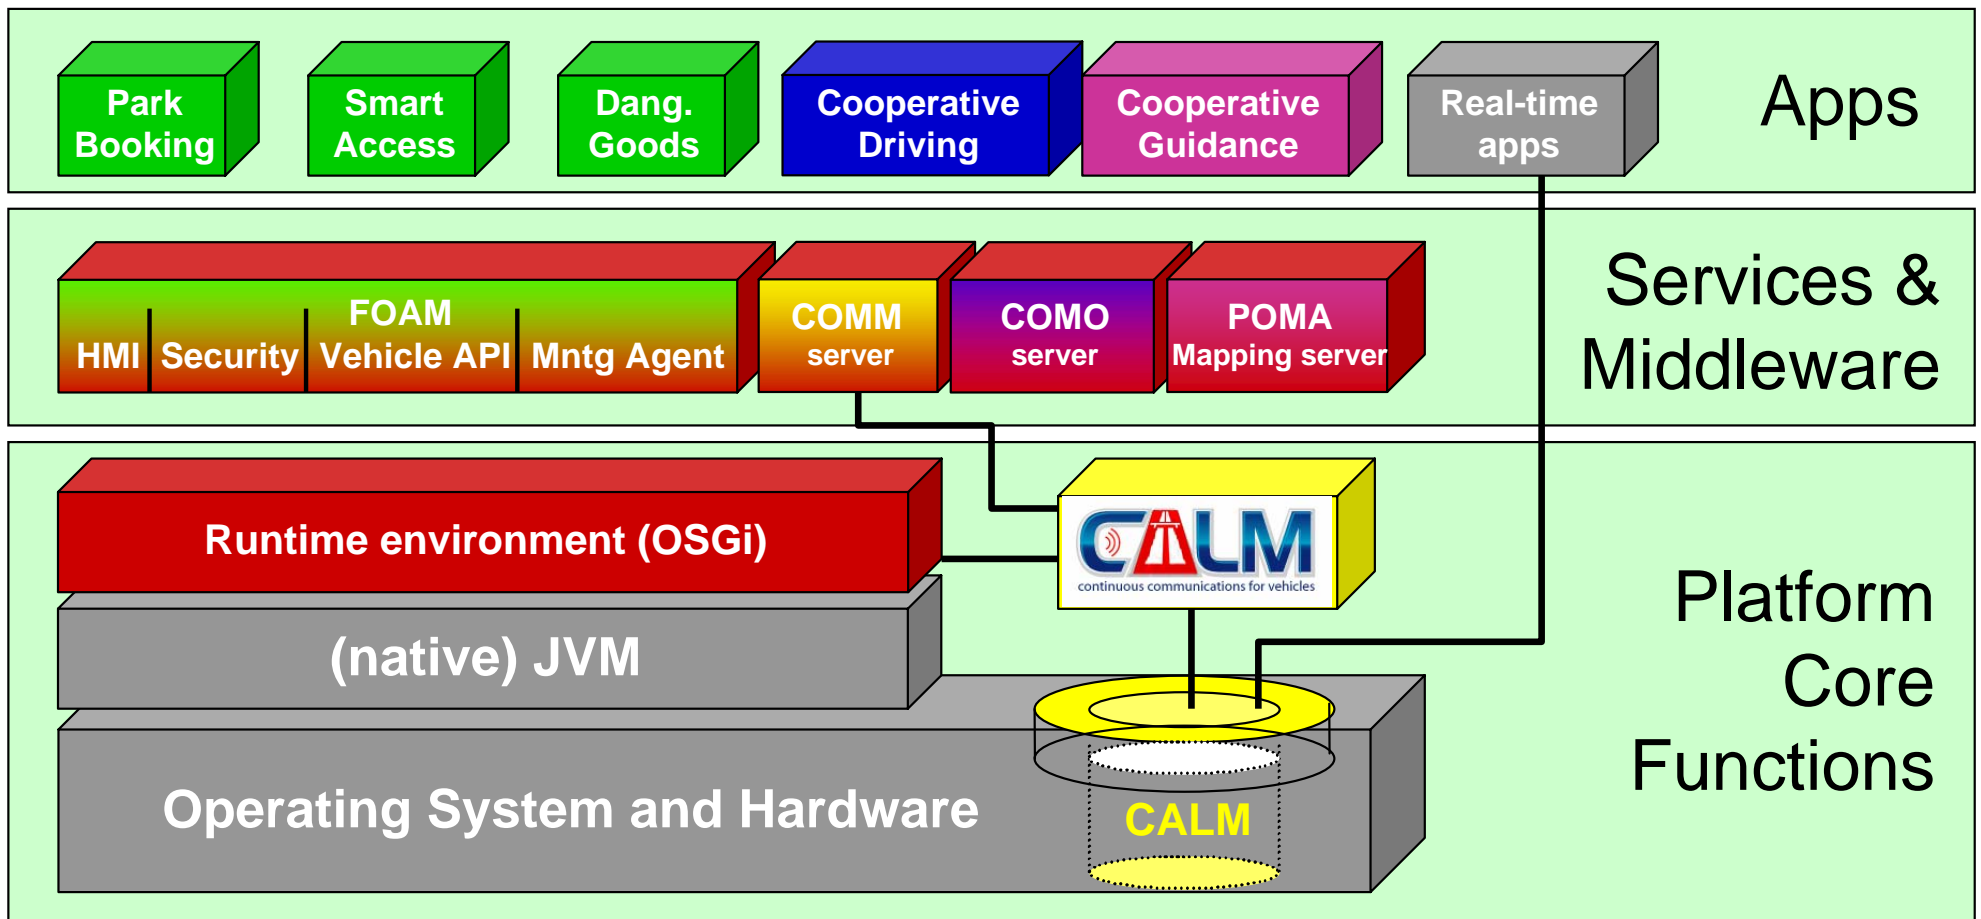 Park
Booking
Smart
Access
Dang.
Goods
Cooperative
Driving
Cooperative
Guidance
Real-time
apps
Apps
FOAM
HMI Security Vehicle API Mntg Agent
COMM
server
COMO
server
POMA
Mapping server
Services &
Middleware
Runtime environment (OSGi)
CALM
continuous communications for vehicles
(native) JVM
Operating System and Hardware
CALM
Platform
Core
Functions